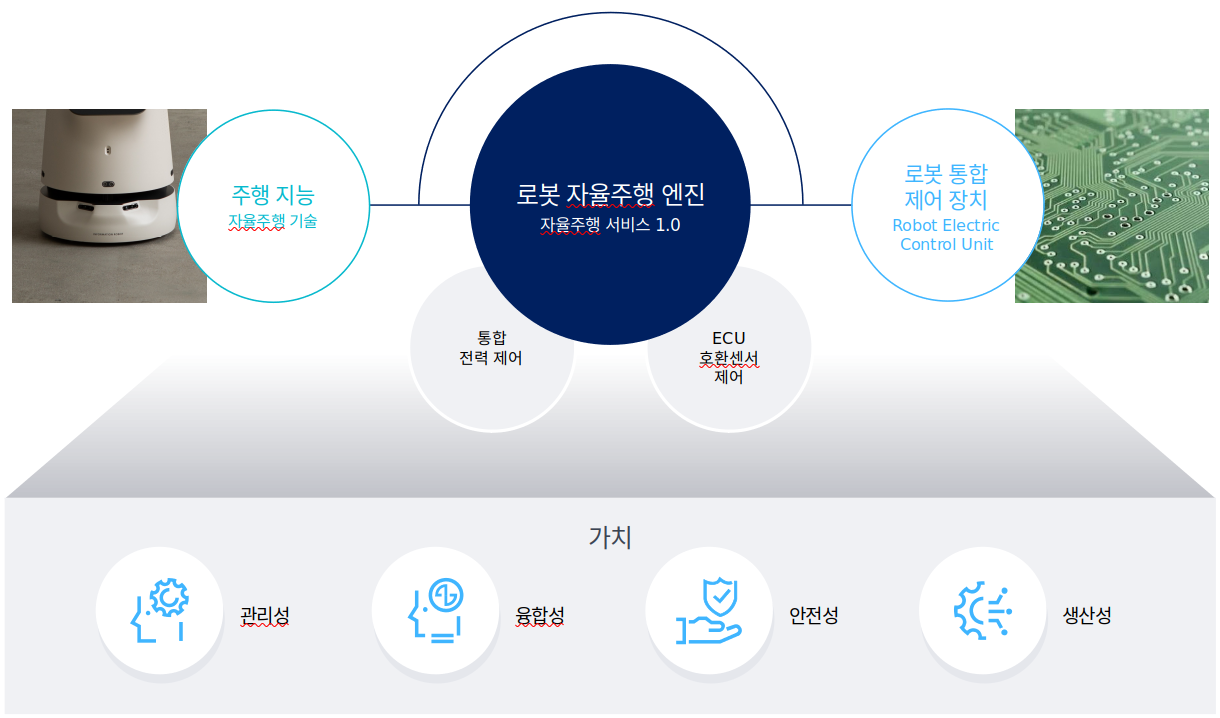 주행 지능
자율주행 기술
로봇 자율주행 엔진
자율주행 서비스 1.0
로봇 통합
제어 장치
Robot Electric
Control Unit
통합
전력 제어
ECU
호환센서
제어
가치
관리성
융합성
안전성
생산성